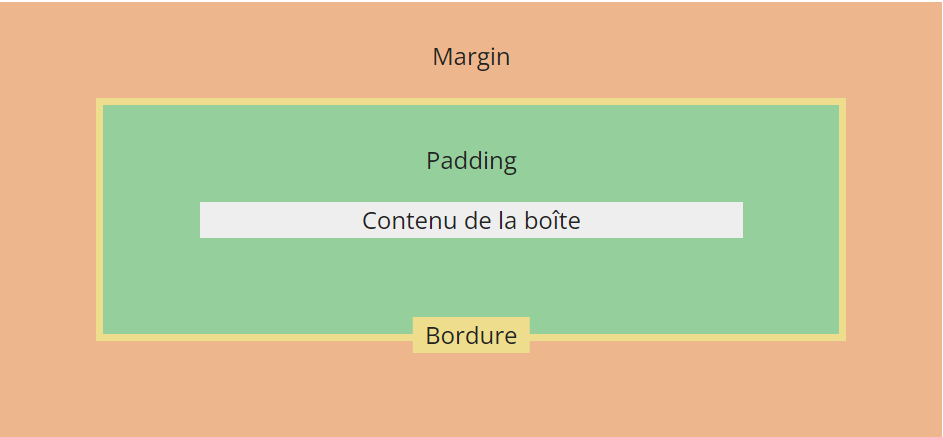 Margin
Padding
Contenu de la boîte
Bordure